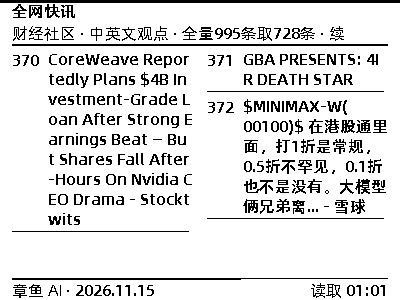 全网快讯
财经社区 · 中英文观点 · 全量995条取728条 · 续
370 CoreWeave Repor
tedly Plans $4B In
vestment-Grade L
oan After Strong E
arnings Beat — Bu
t Shares Fall After
-Hours On Nvidia C
EO Drama - Stockt
wits
371 GBA PRESENTS: 4I
R DEATH STAR
372 $MINIMAX-W(
00100)$ 在港股通里
面，打1折是常规，
0.5折不罕见，0.1折
也不是没有。大模型
俩兄弟离... - 雪球
章鱼 AI · 2026.11.15
读取 01:01